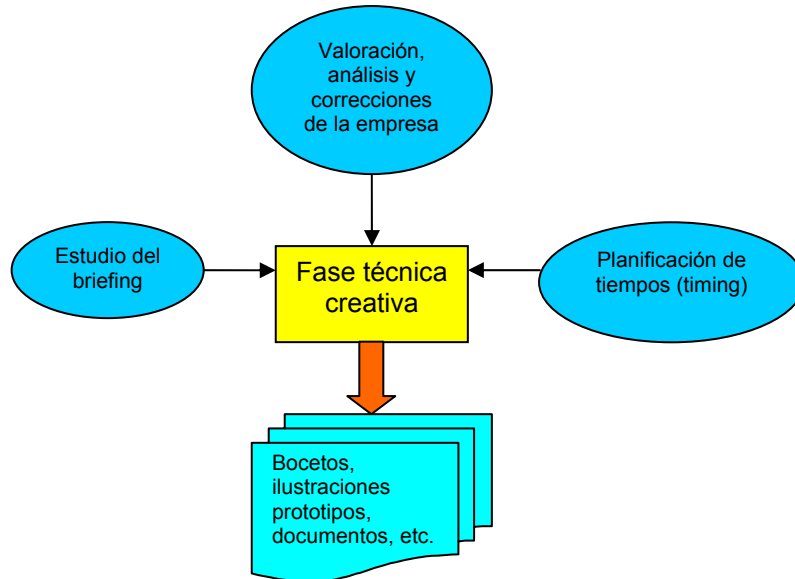 Valoración,
análisis y
correcciones
de la empresa
Estudio del
briefing
Fase técnica
creativa
Planificación de
tiempos (timing)
Bocetos,
ilustraciones
prototipos,
documentos, etc.